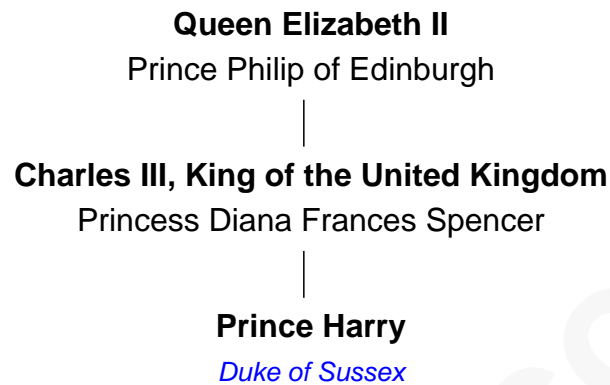 Queen Elizabeth II
Prince Philip of Edinburgh
Charles III, King of the United Kingdom
Princess Diana Frances Spencer
Prince Harry
Duke of Sussex